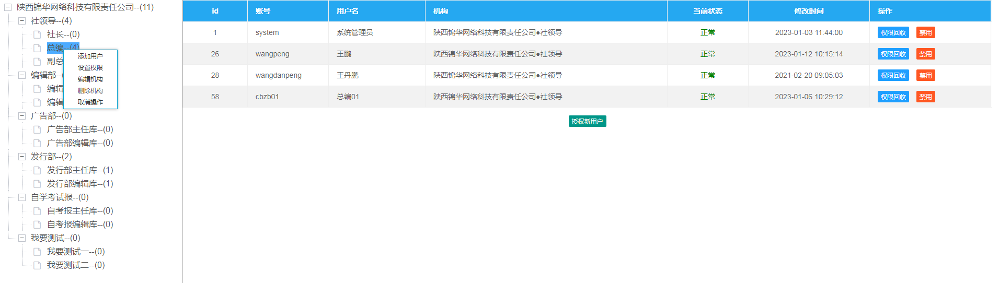 陕西锦华网络科技有限责任公司--(11)
社领导--(4)
社长--(0)
总编--(4)
副总
编辑部--(
编辑
编辑
广告部--(0)
广告部主任库--(0)
广告部编辑库--(0)
发行部--(2)
发行部主任库--(1)
发行部编辑库--(1)
自学考试报--(0)
自考报主任库--(0)
自考报编辑库--(0)
我要测试--(0)
我要测试一--(0)
我要测试二--(0)
添加用户
设置权限
编辑机构
删除机构
取消操作
id 账号 用户名 机构 当前状态 修改时间 操作
1 system 系统管理员 陕西锦华网络科技有限责任公司●社领导 正常 2023-01-03 11:44:00 权限回收 禁用
26 wangpeng 王鹏 陕西锦华网络科技有限责任公司●社领导 正常 2023-01-12 10:15:14 权限回收 禁用
28 wangdanpeng 王丹鹏 陕西锦华网络科技有限责任公司●社领导 正常 2021-02-20 09:05:03 权限回收 禁用
58 cbzb01 总编01 陕西锦华网络科技有限责任公司●社领导 正常 2023-01-06 10:29:12 权限回收 禁用
授权新用户